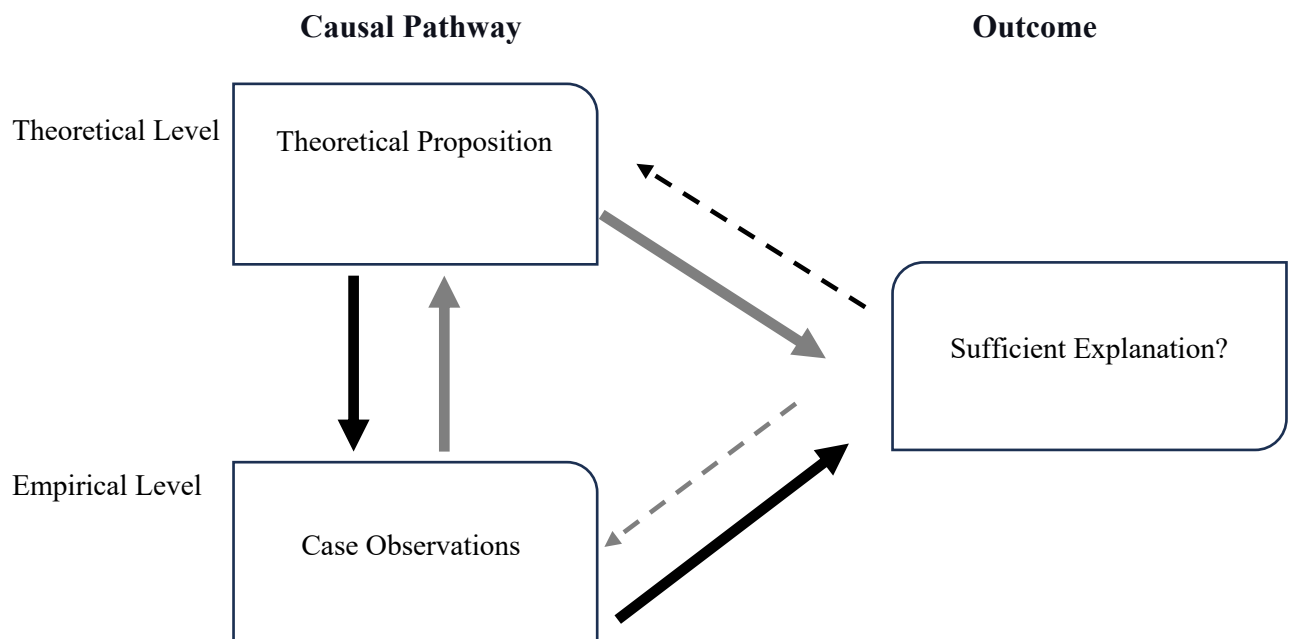 Causal Pathway
Outcome
Theoretical Level
Theoretical Proposition
Sufficient Explanation?
Empirical Level
Case Observations